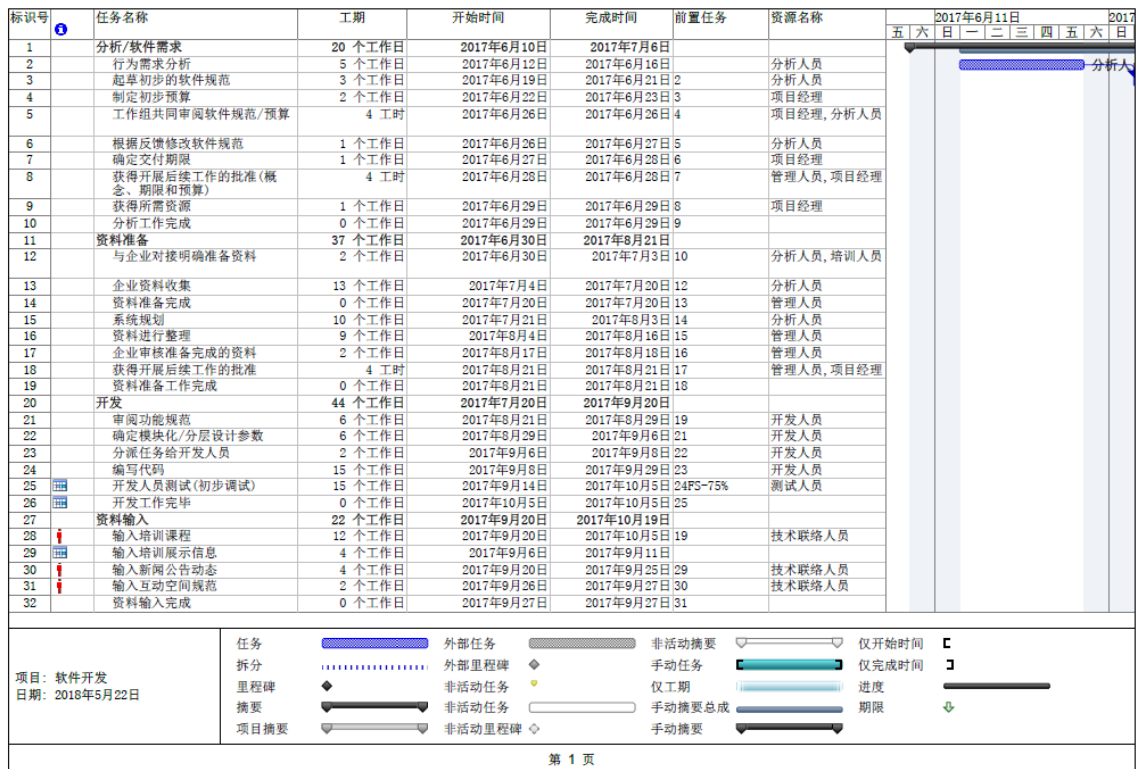 标识号 任务名称 工期 开始时间 完成时间 前置任务 资源名称 2017年6月11日 2017
五 六 日 一 二 三 四 五 六 日
1 分析/软件需求 20 个工作日 2017年6月10日 2017年7月6日
2 行为需求分析 5 个工作日 2017年6月12日 2017年6月16日 分析人员 分析人
3 起草初步的软件规范 3 个工作日 2017年6月19日 2017年6月21日 2 分析人员
4 制定初步预算 2 个工作日 2017年6月22日 2017年6月23日 3 项目经理
5 工作组共同审阅软件规范/预算 4 工时 2017年6月26日 2017年6月26日 4 项目经理,分析人员
6 根据反馈修改软件规范 1 个工作日 2017年6月26日 2017年6月27日 5 分析人员
7 确定交付期限 1 个工作日 2017年6月27日 2017年6月28日 6 项目经理
8 获得开展后续工作的批准(概 4 工时 2017年6月28日 2017年6月28日 7 管理人员,项目经理
念、期限和预算)
9 获得所需资源 1 个工作日 2017年6月29日 2017年6月29日 8 项目经理
10 分析工作完成 0 个工作日 2017年6月29日 2017年6月29日 9
11 资料准备 37 个工作日 2017年6月30日 2017年8月21日
12 与企业对接明确准备资料 2 个工作日 2017年6月30日 2017年7月3日 10 分析人员,培训人员
13 企业资料收集 13 个工作日 2017年7月4日 2017年7月20日 12 分析人员
14 资料准备完成 0 个工作日 2017年7月20日 2017年7月20日 13 管理人员
15 系统规划 10 个工作日 2017年7月21日 2017年8月3日 14 分析人员
16 资料进行整理 9 个工作日 2017年8月4日 2017年8月16日 15 管理人员
17 企业审核准备完成的资料 2 个工作日 2017年8月17日 2017年8月18日 16 管理人员
18 获得开展后续工作的批准 4 工时 2017年8月21日 2017年8月21日 17 管理人员,项目经理
19 资料准备工作完成 0 个工作日 2017年8月21日 2017年8月21日 18
20 开发 44 个工作日 2017年7月20日 2017年9月20日
21 审阅功能规范 6 个工作日 2017年8月21日 2017年8月29日 19 开发人员
22 确定模块化/分层设计参数 6 个工作日 2017年8月29日 2017年9月6日 21 开发人员
23 分派任务给开发人员 2 个工作日 2017年9月6日 2017年9月8日 22 开发人员
24 编写代码 15 个工作日 2017年9月8日 2017年9月29日 23 开发人员
25 开发人员测试(初步调试) 15 个工作日 2017年9月14日 2017年10月5日 24FS-75% 测试人员
26 开发工作完毕 0 个工作日 2017年10月5日 2017年10月5日 25
27 资料输入 22 个工作日 2017年9月20日 2017年10月19日
28 输入培训课程 12 个工作日 2017年9月20日 2017年10月5日 19 技术联络人员
29 输入培训展示信息 4 个工作日 2017年9月6日 2017年9月11日
30 输入新闻公告动态 4 个工作日 2017年9月20日 2017年9月25日 29 技术联络人员
31 输入互动空间规范 2 个工作日 2017年9月26日 2017年9月27日 30 技术联络人员
32 资料输入完成 0 个工作日 2017年9月27日 2017年9月27日 31
项目: 软件开发
日期: 2018年5月22日
任务 外部任务 非活动摘要 仅开始时间
拆分 外部里程碑 手动任务 仅完成时间
里程碑 非活动任务 仅工期 进度
摘要 非活动任务 手动摘要总成 期限
项目摘要 非活动里程碑 手动摘要
第 1 页